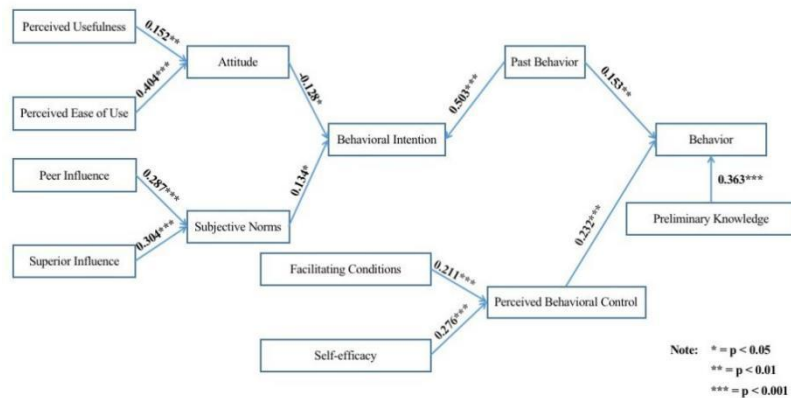 Perceived Usefulness
0.152**
Attitude
Past Behavior
0.404***
-0.128*
0.503***
0.153**
Perceived Ease of Use
Behavioral Intention
Behavior
Peer Influence
0.287***
0.134*
0.363***
Subjective Norms
0.232***
Preliminary Knowledge
0.304***
Superior Influence
Facilitating Conditions
0.211***
Perceived Behavioral Control
0.276***
Self-efficacy
Note: * = p < 0.05
** = p < 0.01
*** = p < 0.001